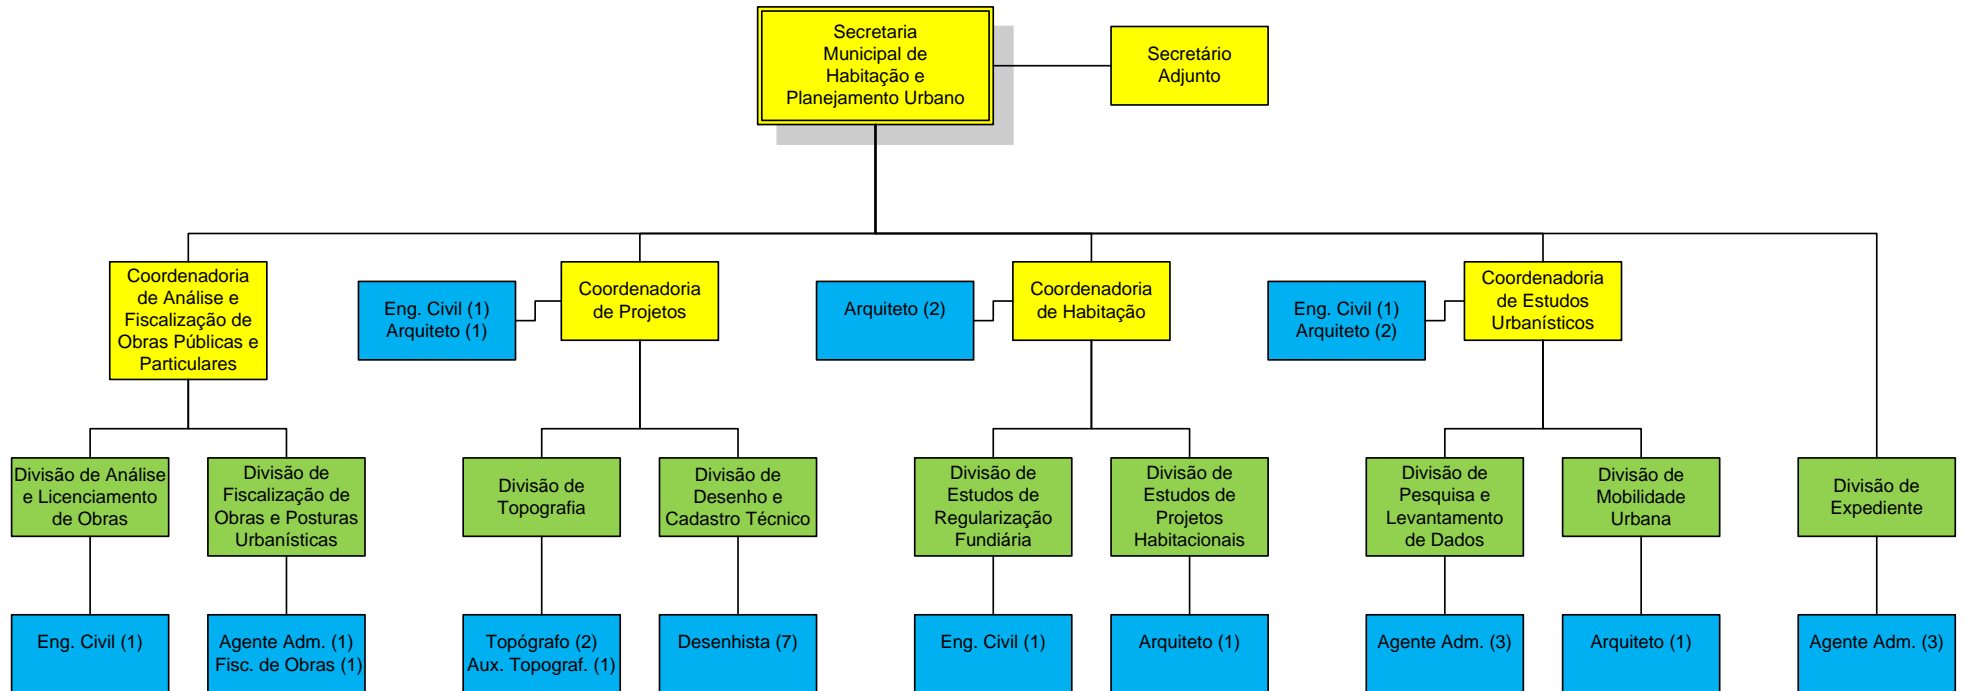 Secretaria
Municipal de
Habitação e
Planejamento Urbano
Secretário
Adjunto
Coordenadoria
de Análise e
Fiscalização de
Obras Públicas e
Particulares
Eng. Civil (1)
Arquiteto (1)
Coordenadoria
de Projetos
Arquiteto (2)
Coordenadoria
de Habitação
Eng. Civil (1)
Arquiteto (2)
Coordenadoria
de Estudos
Urbanísticos
Divisão de Análise
e Licenciamento
de Obras
Divisão de
Fiscalização de
Obras e Posturas
Urbanísticas
Divisão de
Topografia
Divisão de
Desenho e
Cadastro Técnico
Divisão de
Estudos de
Regularização
Fundiária
Divisão de
Estudos de
Projetos
Habitacionais
Divisão de
Pesquisa e
Levantamento
de Dados
Divisão de
Mobilidade
Urbana
Divisão de
Expediente
Eng. Civil (1)
Agente Adm. (1)
Fisc. de Obras (1)
Topógrafo (2)
Aux. Topograf. (1)
Desenhista (7)
Eng. Civil (1)
Arquiteto (1)
Agente Adm. (3)
Arquiteto (1)
Agente Adm. (3)